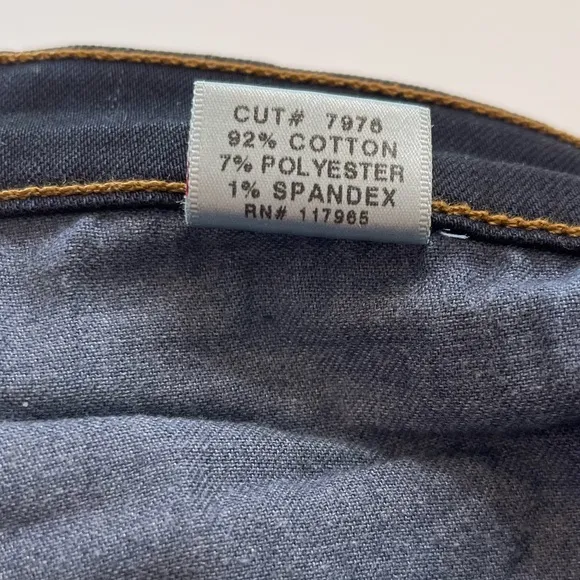 CUT# 7976
92% COTTON
7% POLYESTER
1% SPANDEX
RN# 117965